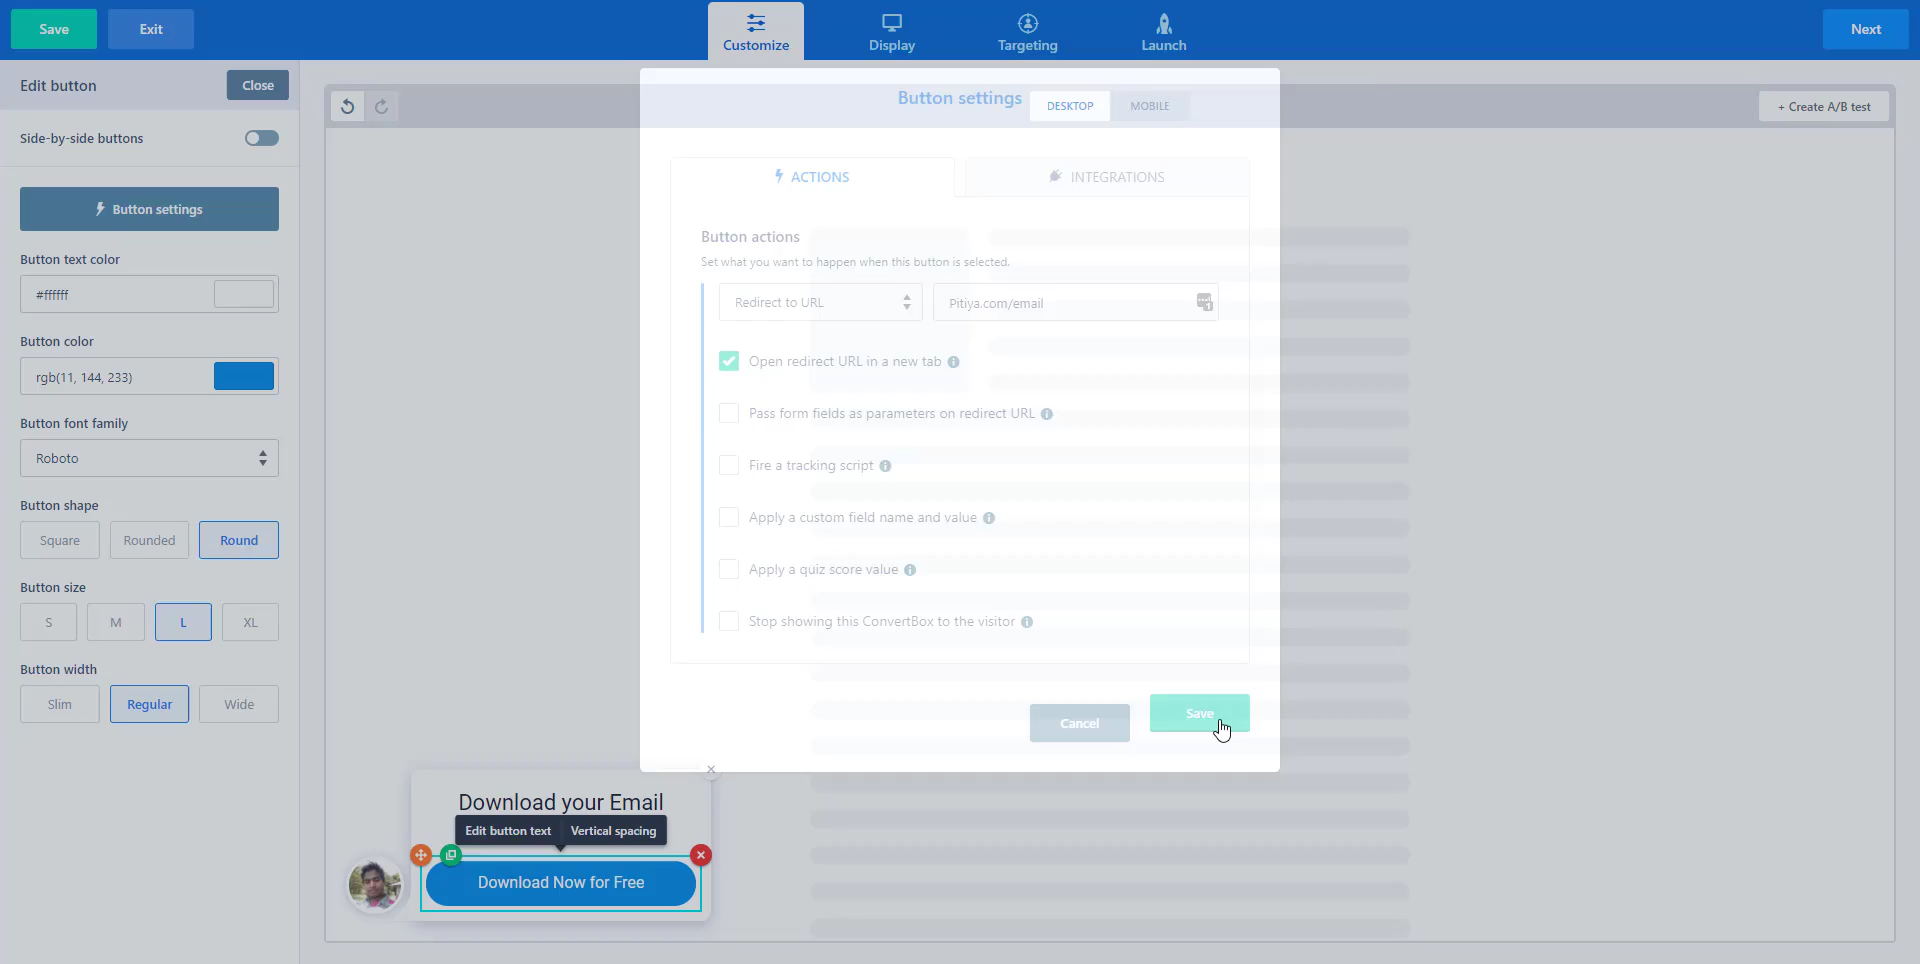 Save
Exit
Customize
Display
Targeting
Launch
Next
Edit button
Close
Side-by-side buttons
Button settings
Button text color
#ffffff
Button color
rgb(11, 144, 233)
Button font family
Roboto
Button shape
Square
Rounded
Round
Button size
S
M
L
XL
Button width
Slim
Regular
Wide
+ Create A/B test
Button settings
DESKTOP
MOBILE
ACTIONS
INTEGRATIONS
Button actions
Set what you want to happen when this button is selected.
Redirect to URL
Pitiya.com/email
Open redirect URL in a new tab
Pass form fields as parameters on redirect URL
Fire a tracking script
Apply a custom field name and value
Apply a quiz score value
Stop showing this ConvertBox to the visitor
Cancel
Save
Download your Email
Edit button text
Vertical spacing
Download Now for Free